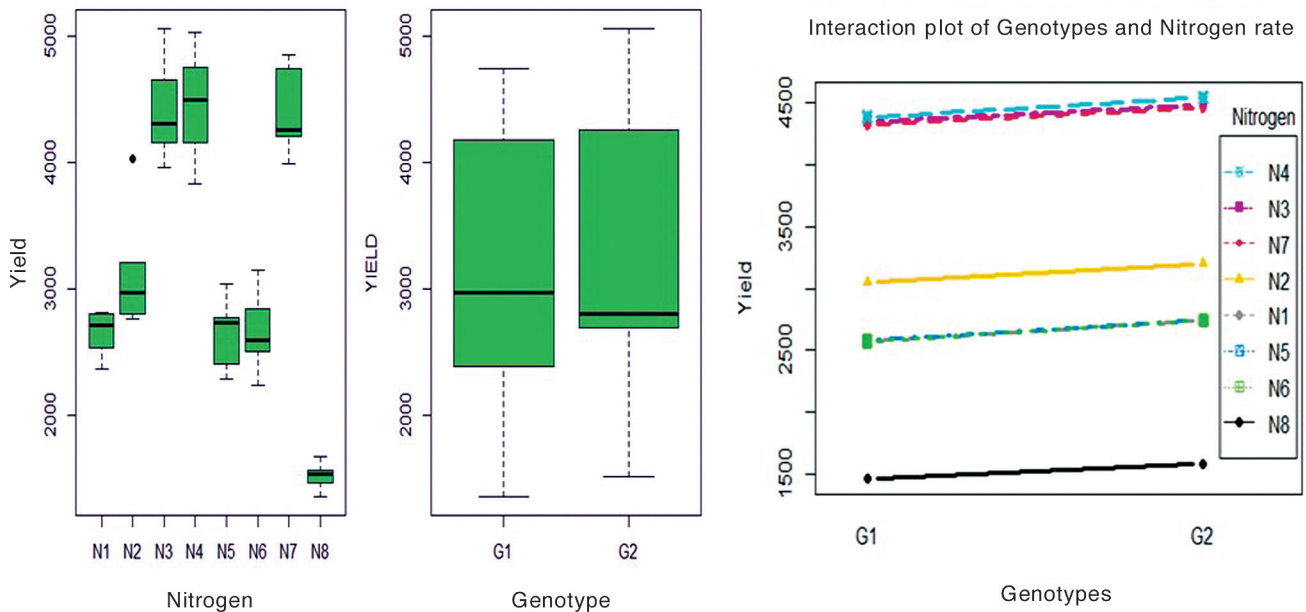 Yield
5000
4000
3000
2000
N1 N2 N3 N4 N5 N6 N7 N8
Nitrogen
YIELD
5000
4000
3000
2000
G1 G2
Genotype
Interaction plot of Genotypes and Nitrogen rate
Yield
4500
3500
25500
1500
G1 G2
Genotypes
Nitrogen
N4
N3
N7
N2
N1
N5
N6
N8